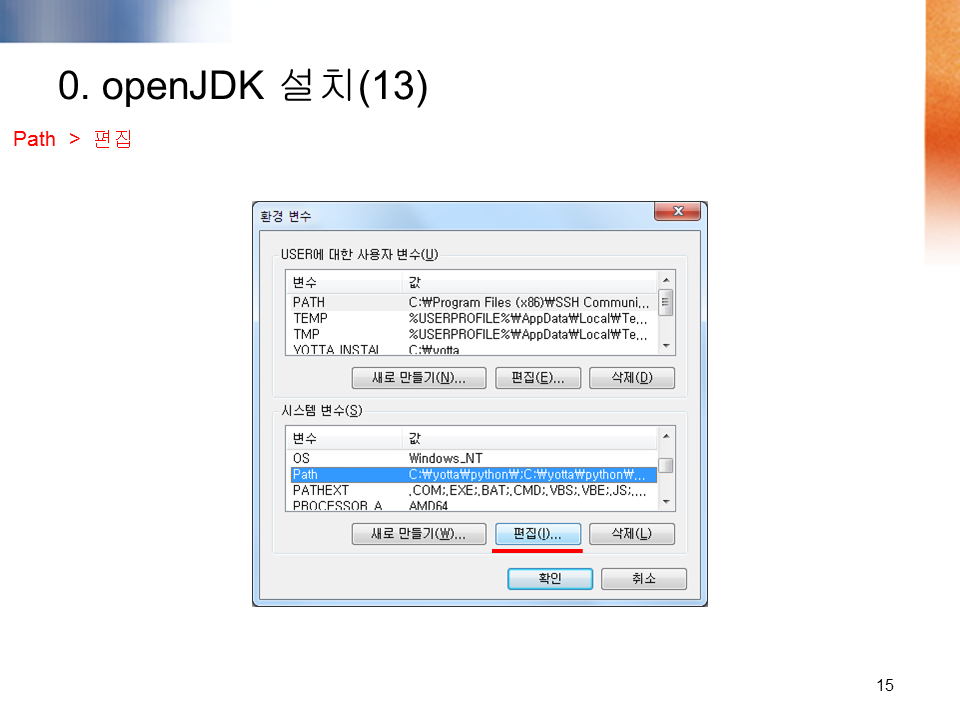 0. openJDK 설치(13)
Path > 편집
환경 변수
USER에 대한 사용자 변수(U)
변수 값
PATH C:₩Program Files (x86)₩SSH Communi...
TEMP %USERPROFILE%₩AppData₩Local₩Te...
TMP %USERPROFILE%₩AppData₩Local₩Te...
YOTTA_INSTAL C:₩yotta
새로 만들기(N)... 편집(E)... 삭제(D)
시스템 변수(S)
변수 값
OS Windows_NT
Path C:₩yotta₩python₩;C:₩yotta₩python₩...
PATHEXT .COM;.EXE;.BAT;.CMD;.VBS;.VBE;.JS;....
PROCESSOR_A AMD64
새로 만들기(W)... 편집(I)... 삭제(L)
확인 취소
15